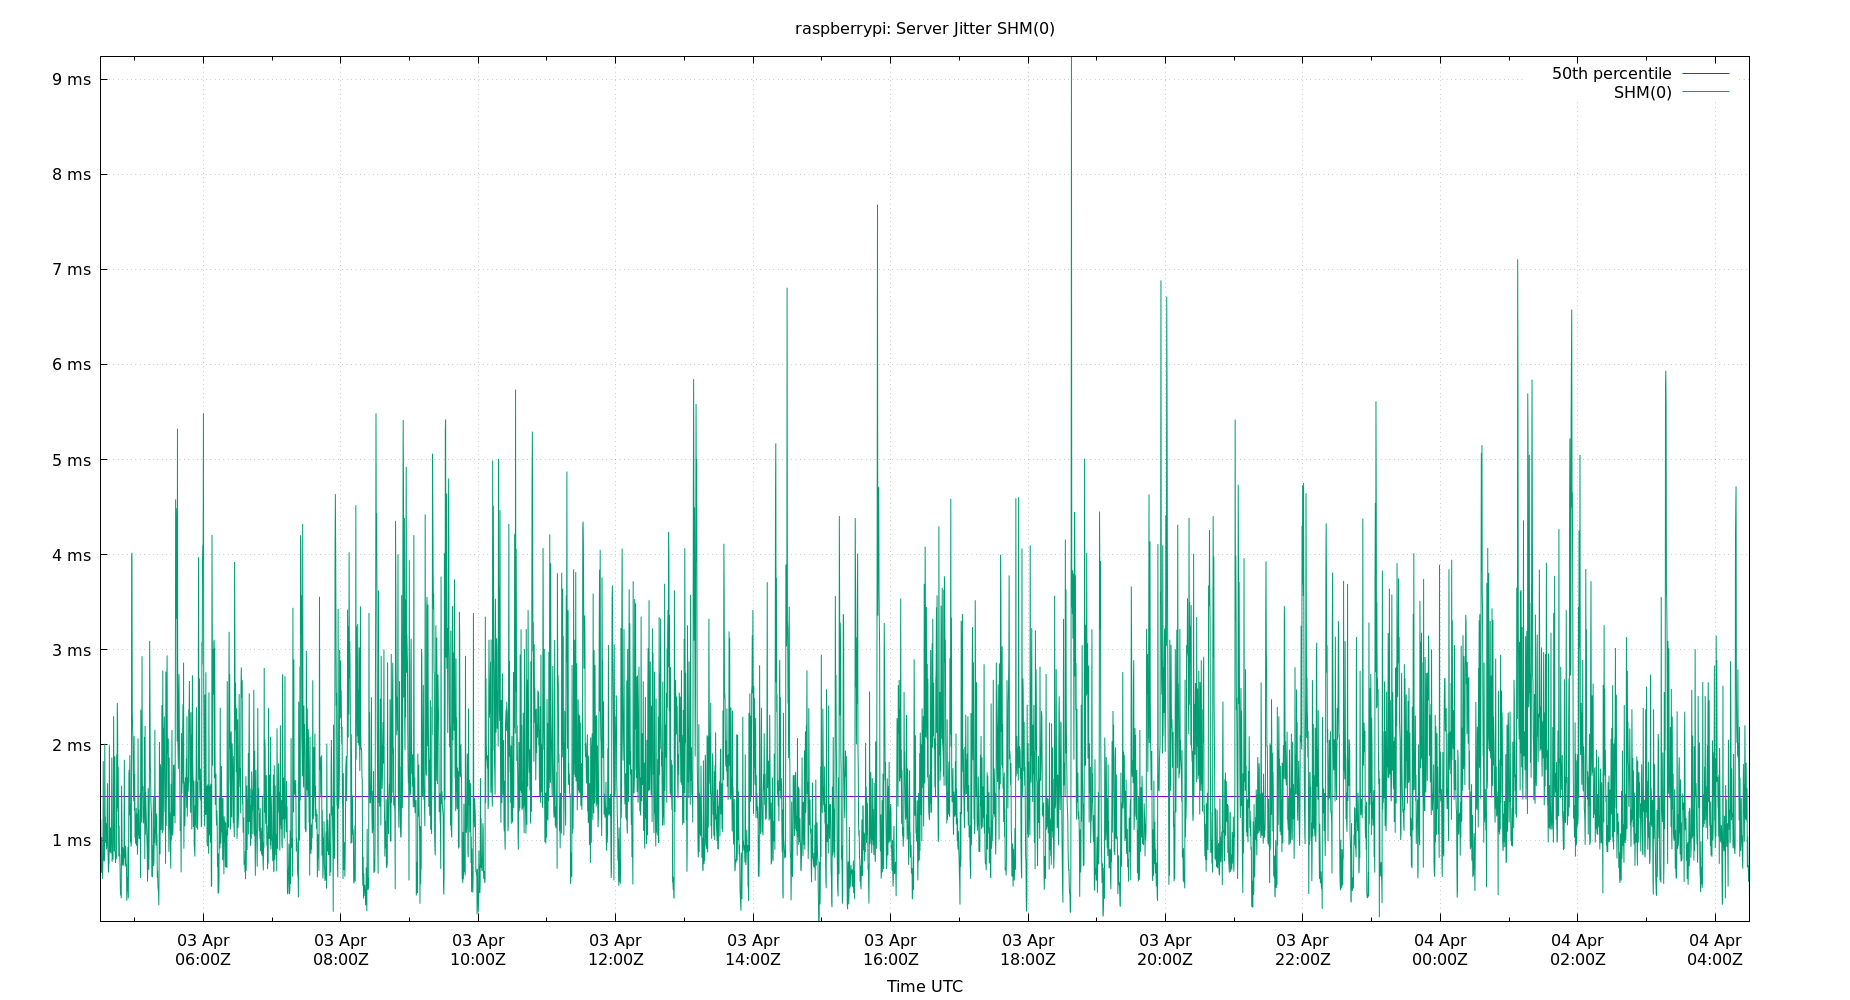 raspberrypi: Server Jitter SHM(0)
50th percentile
SHM(0)
9 ms
8 ms
7 ms
6 ms
5 ms
4 ms
3 ms
2 ms
1 ms
03 Apr 03 Apr 03 Apr 03 Apr 03 Apr 03 Apr 03 Apr 03 Apr 03 Apr 04 Apr 04 Apr 04 Apr
06:00Z 08:00Z 10:00Z 12:00Z 14:00Z 16:00Z 18:00Z 20:00Z 22:00Z 00:00Z 02:00Z 04:00Z
Time UTC